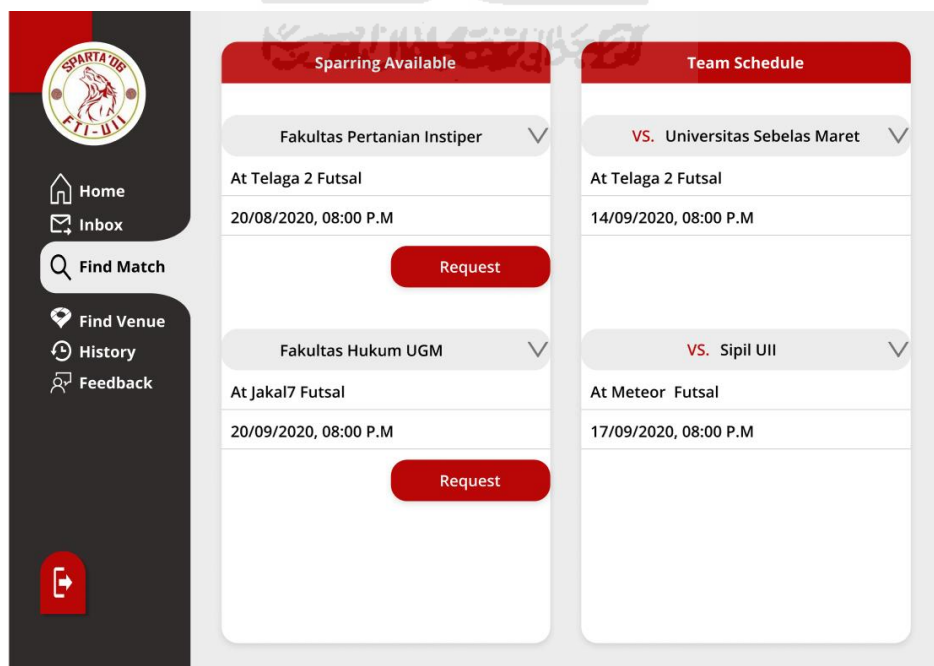 SPARTA'06
FTI-UII
Home
Inbox
Find Match
Find Venue
History
Feedback
Sparring Available
Fakultas Pertanian Instiper
At Telaga 2 Futsal
20/08/2020, 08:00 P.M
Request
Fakultas Hukum UGM
At Jakal7 Futsal
20/09/2020, 08:00 P.M
Request
Team Schedule
VS. Universitas Sebelas Maret
At Telaga 2 Futsal
14/09/2020, 08:00 P.M
VS. Sipil UII
At Meteor Futsal
17/09/2020, 08:00 P.M